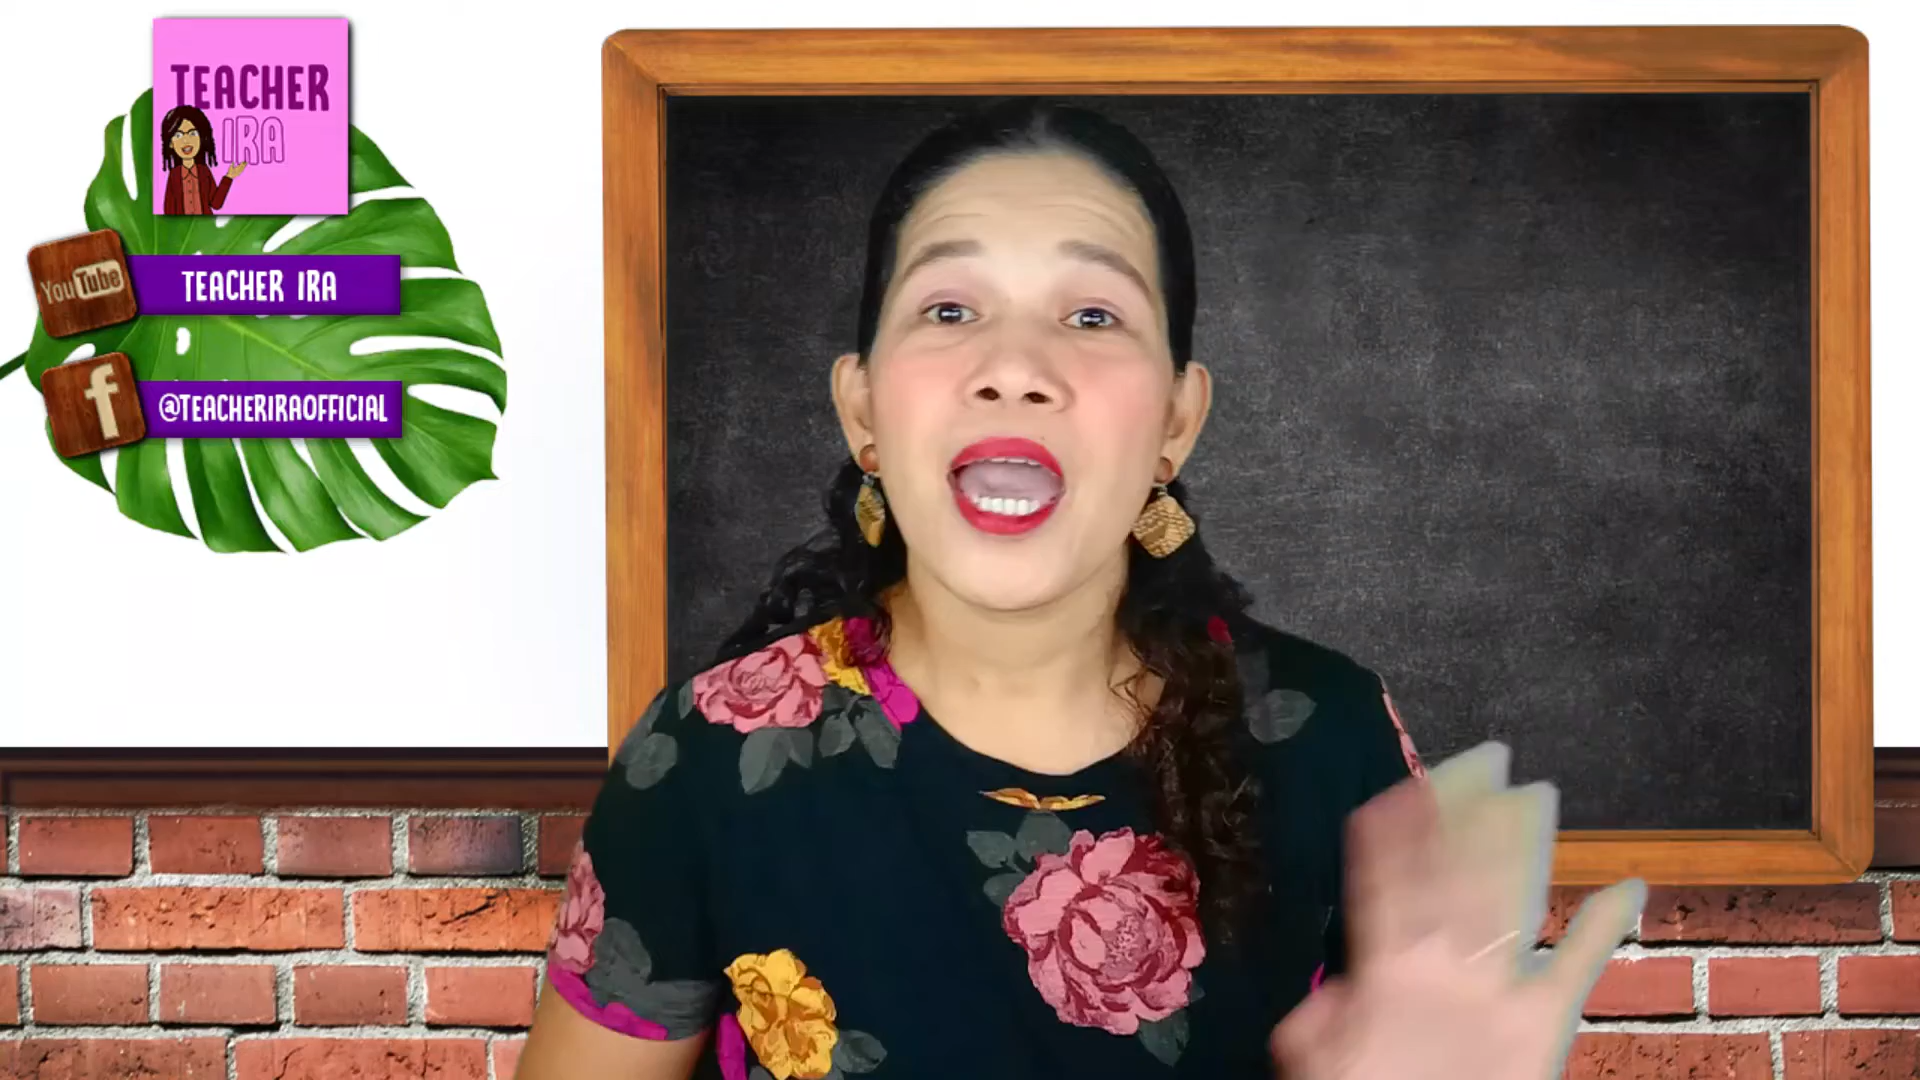 TEACHER
IRA
YouTube
TEACHER IRA
f
@TEACHERIRAOFFICIAL